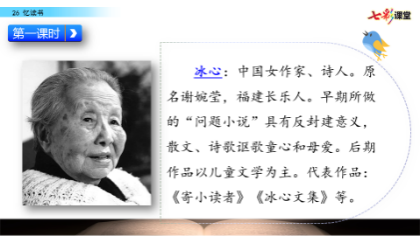 26 忆读书
七彩课堂
第一课时
冰心：中国女作家、诗人。原
名谢婉莹，福建长乐人。早期所做
的“问题小说”具有反封建意义，
散文、诗歌讴歌童心和母爱。后期
作品以儿童文学为主。代表作品：
《寄小读者》《冰心文集》等。